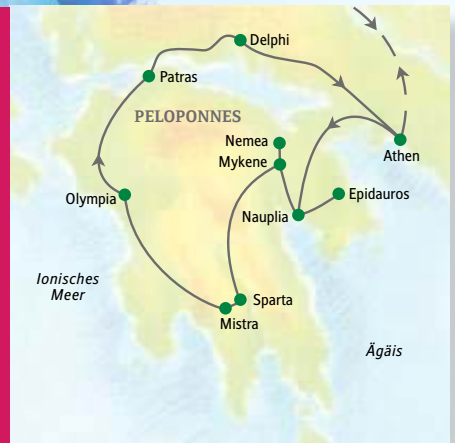 Delphi
Patras
PELOPONNES
Nemea
Mykene
Athen
Olympia
Epidauros
Nauplia
Ionisches
Meer
Sparta
Mistra
Ägäis